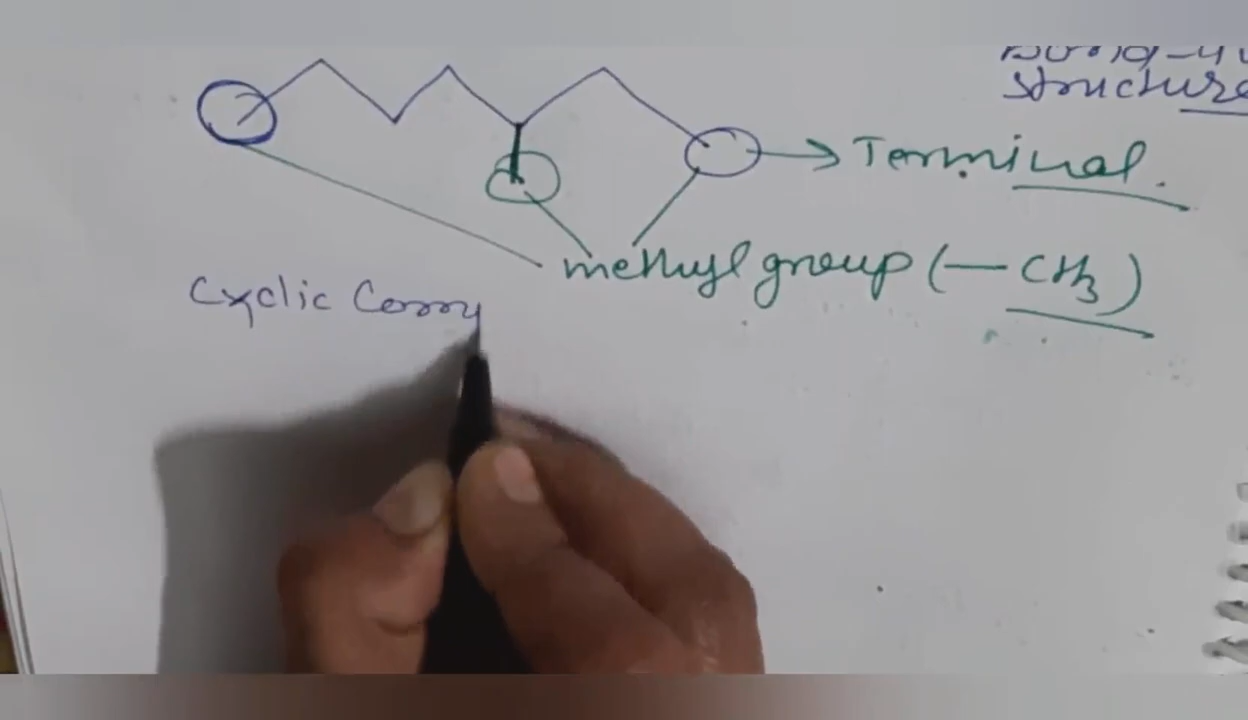 structure
Terminal.
methyl group (— CH3)
Cyclic Com